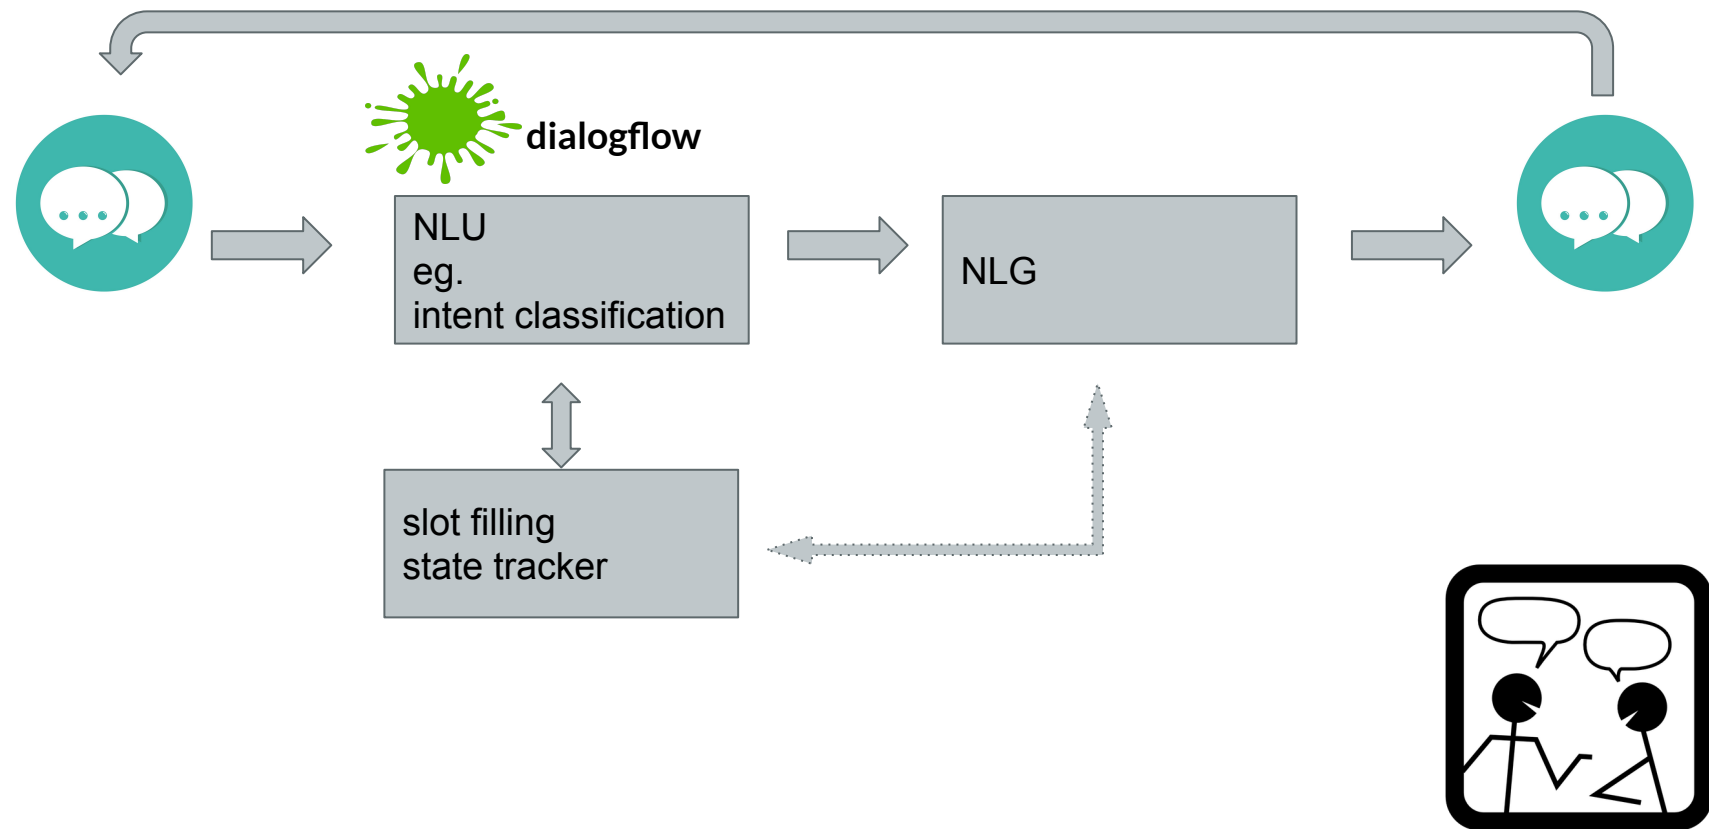 dialogflow
NLU
eg.
intent classification
NLG
slot filling
state tracker